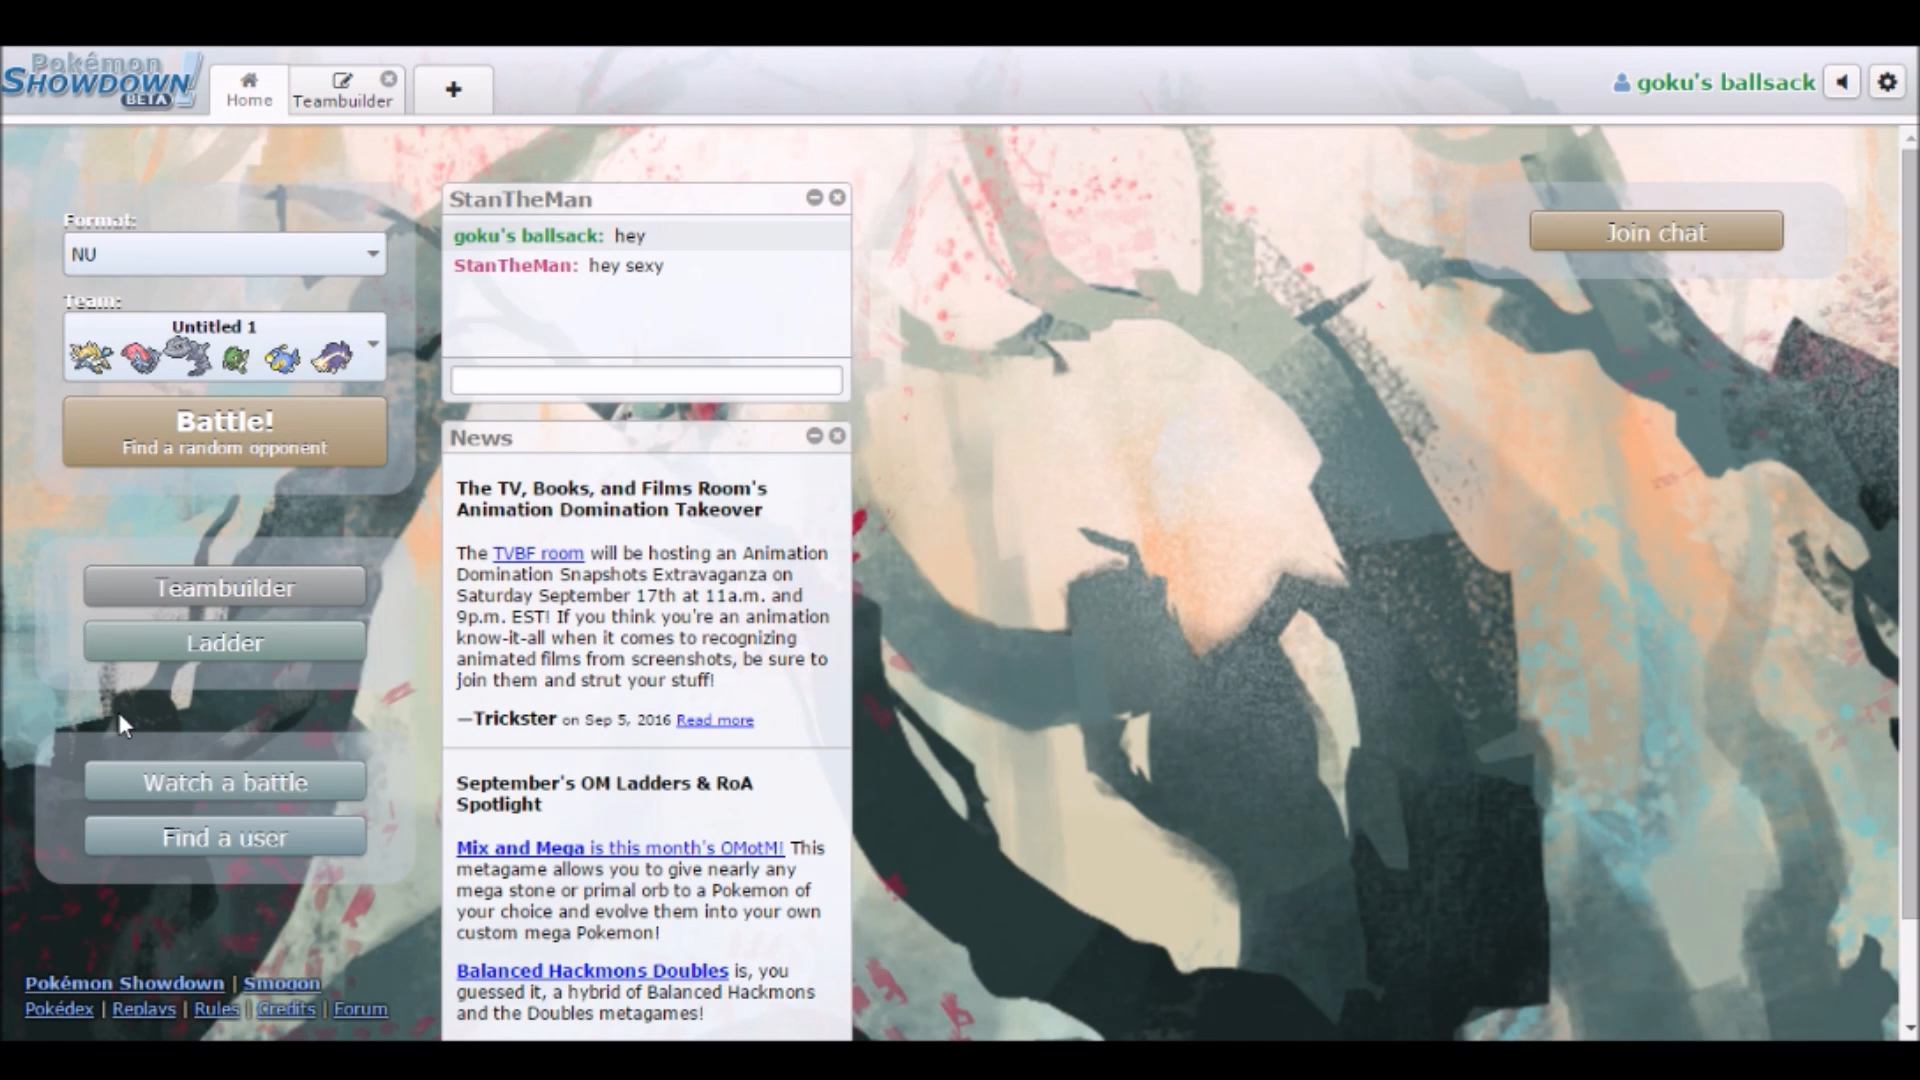 Pokémon
SHOWDOWN!
BETA
Home
Teambuilder
+
goku's ballsack
Format:
NU
Team:
Untitled 1
Battle!
Find a random opponent
Teambuilder
Ladder
Watch a battle
Find a user
Pokémon Showdown | Smogon
Pokédex | Replays | Rules | Credits | Forum
StanTheMan
goku's ballsack: hey
StanTheMan: hey sexy
News
The TV, Books, and Films Room's
Animation Domination Takeover
The TVBF room will be hosting an Animation
Domination Snapshots Extravaganza on
Saturday September 17th at 11a.m. and
9p.m. EST! If you think you're an animation
know-it-all when it comes to recognizing
animated films from screenshots, be sure to
join them and strut your stuff!
—Trickster on Sep 5, 2016 Read more
September's OM Ladders & RoA
Spotlight
Mix and Mega is this month's OMotM! This
metagame allows you to give nearly any
mega stone or primal orb to a Pokemon of
your choice and evolve them into your own
custom mega Pokemon!
Balanced Hackmons Doubles is, you
guessed it, a hybrid of Balanced Hackmons
and the Doubles metagames!
Join chat